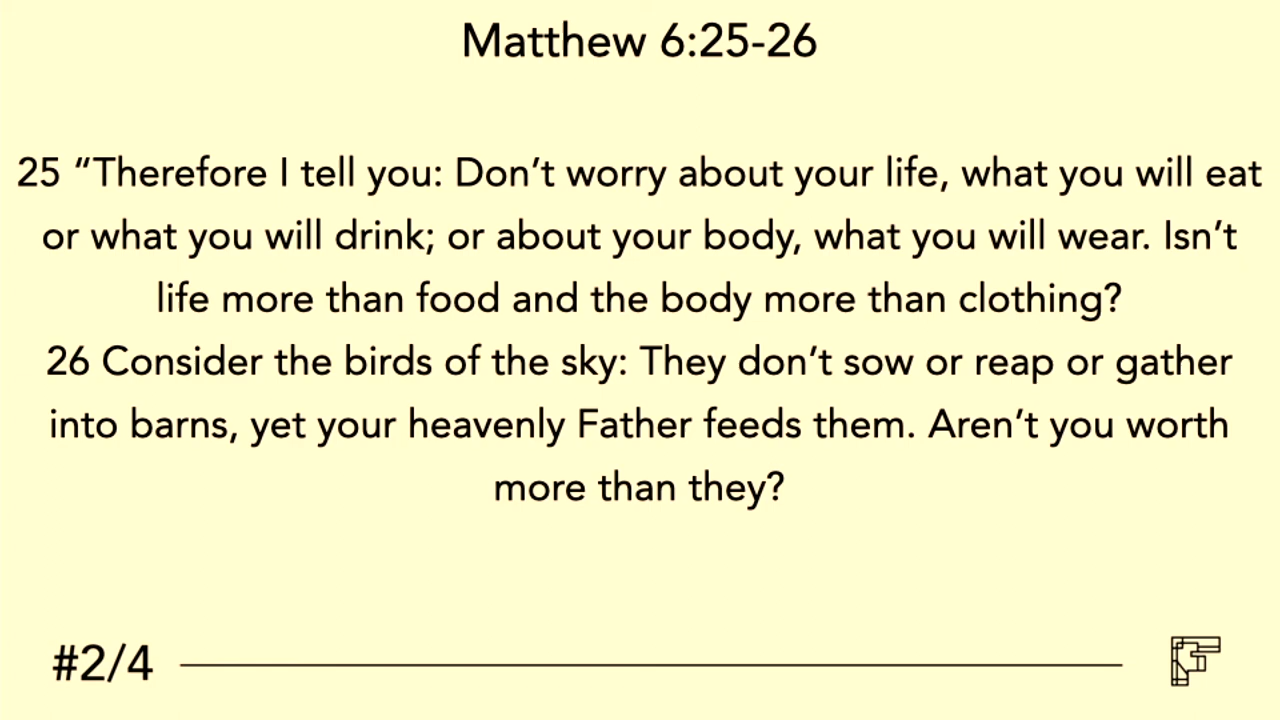 Matthew 6:25-26
25 “Therefore I tell you: Don’t worry about your life, what you will eat
or what you will drink; or about your body, what you will wear. Isn’t
life more than food and the body more than clothing?
26 Consider the birds of the sky: They don’t sow or reap or gather
into barns, yet your heavenly Father feeds them. Aren’t you worth
more than they?
#2/4